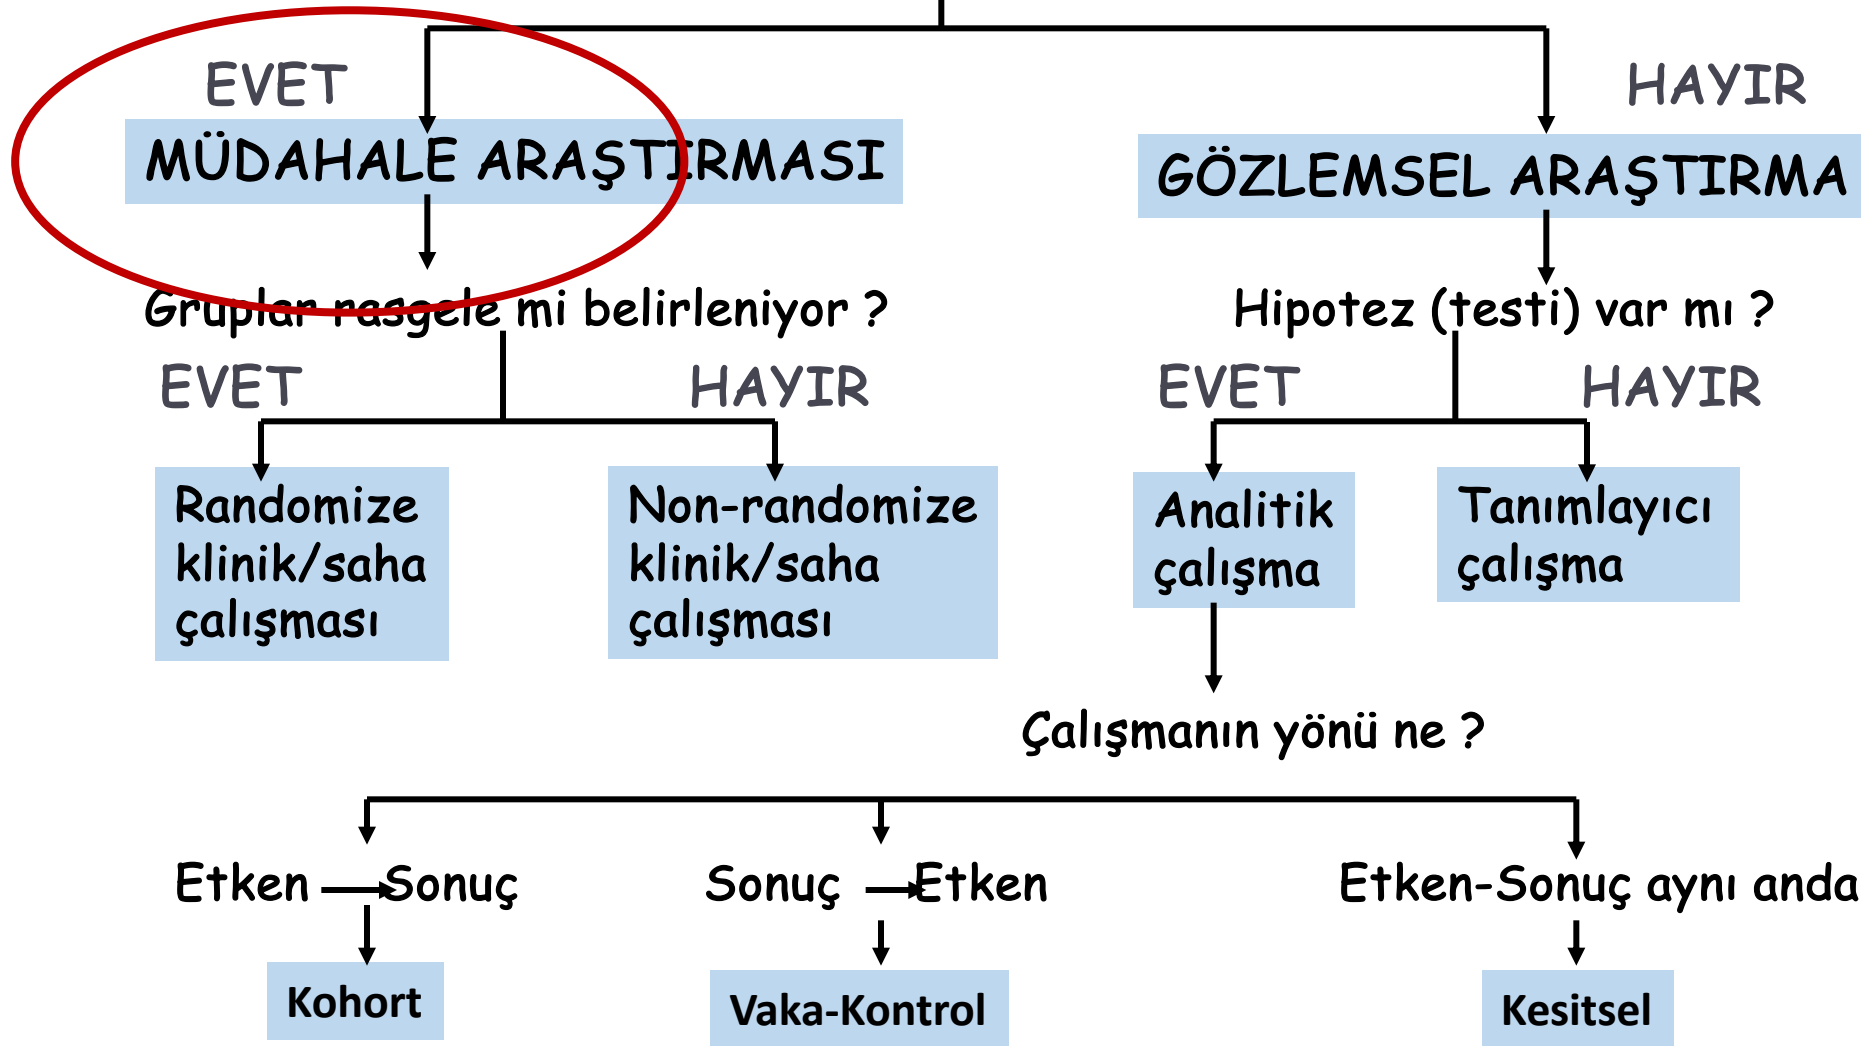 EVET
HAYIR
MÜDAHALE ARAŞTIRMASI
GÖZLEMSEL ARAŞTIRMA
Gruplar rasgele mi belirleniyor ?
Hipotez (testi) var mı ?
EVET
HAYIR
EVET
HAYIR
Randomize
klinik/saha
çalışması
Non-randomize
klinik/saha
çalışması
Analitik
çalışma
Tanımlayıcı
çalışma
Çalışmanın yönü ne ?
Etken Sonuç
Sonuç Etken
Etken-Sonuç aynı anda
Kohort
Vaka-Kontrol
Kesitsel